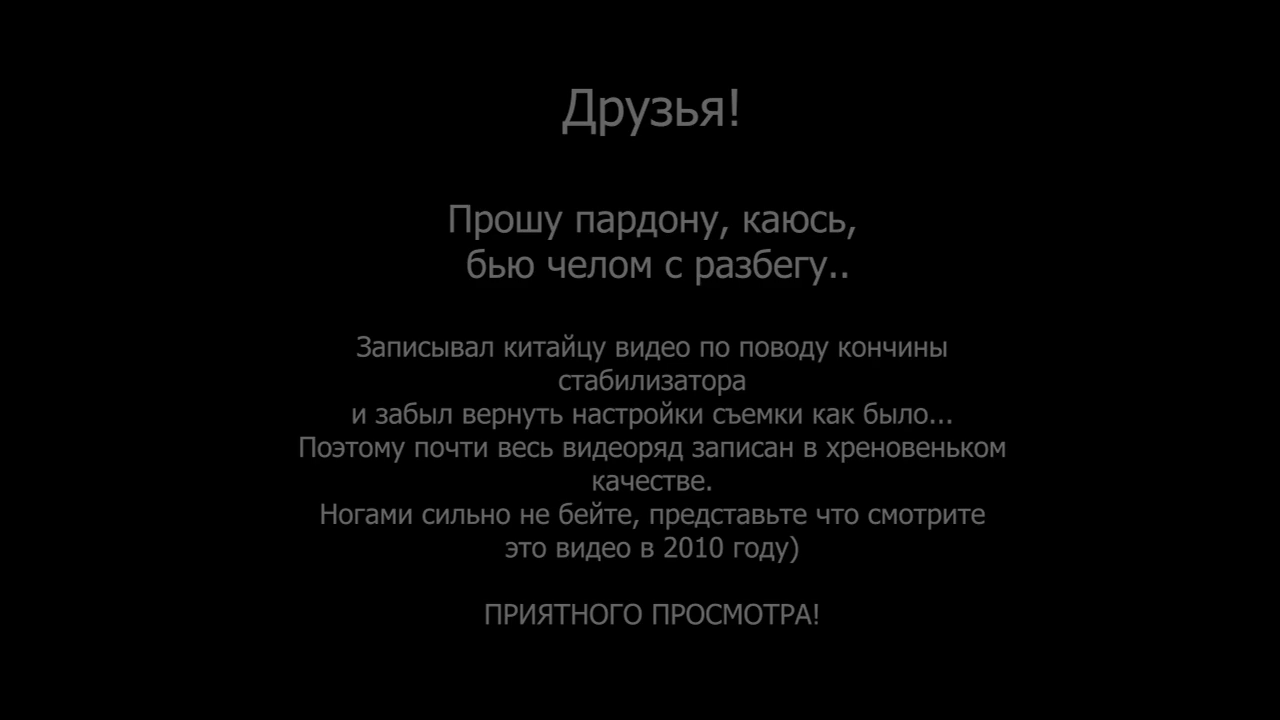 Друзья!
Прошу пардону, каюсь,
бью челом с разбегу..
Записывал китайцу видео по поводу кончины
стабилизатора
и забыл вернуть настройки съемки как было...
Поэтому почти весь видеоряд записан в хреновеньком
качестве.
Ногами сильно не бейте, представьте что смотрите
это видео в 2010 году)
ПРИЯТНОГО ПРОСМОТРА!